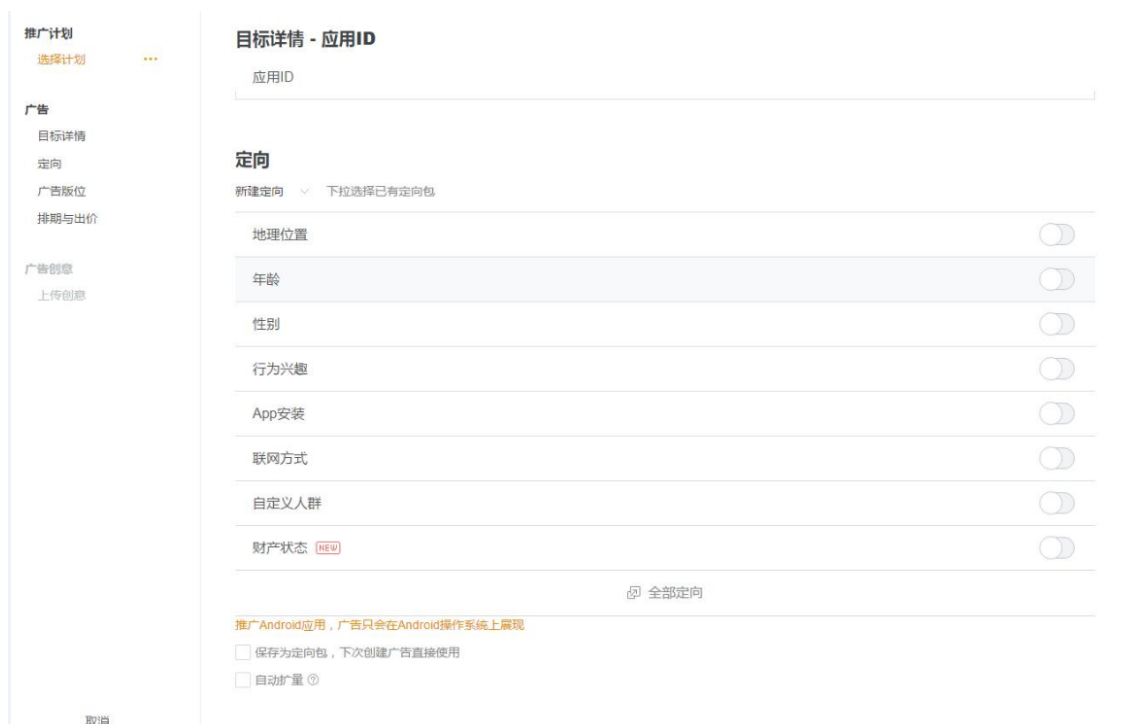 推广计划
选择计划
广告
目标详情
定向
广告版位
排期与出价
广告创意
上传创意
取消
目标详情 - 应用ID
应用ID
定向
新建定向 下拉选择已有定向包
地理位置
年龄
性别
行为兴趣
App安装
联网方式
自定义人群
财产状态 NEW
全部定向
推广Android应用，广告只会在Android操作系统上展现
保存为定向包，下次创建广告直接使用
自动扩量